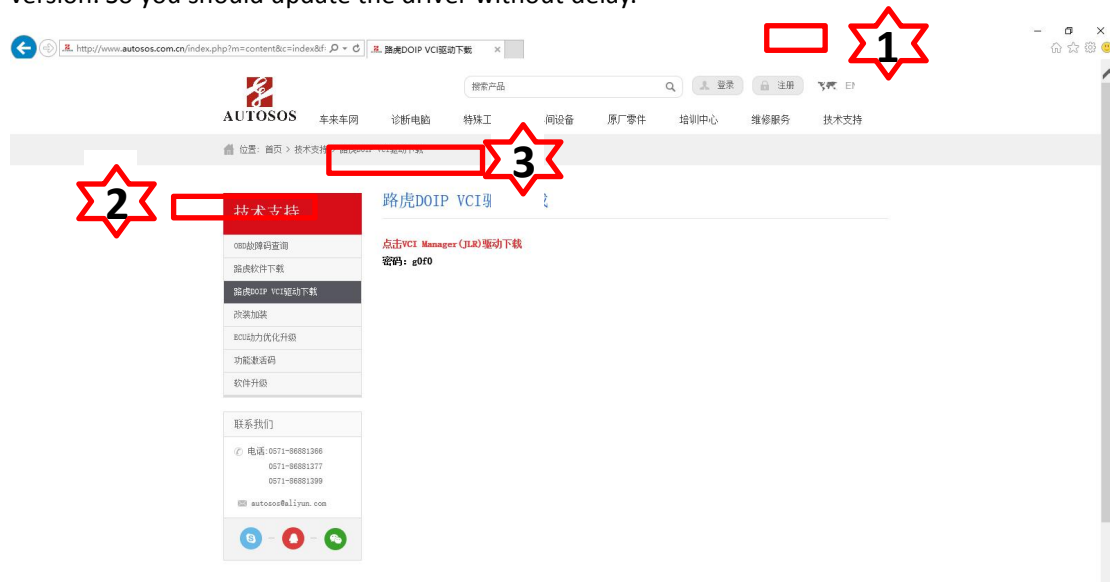 version. So you should update the driver without delay.
http://www.autosos.com.cn/index.php?m=content&c=index&f:
路虎DOIP VCI驱动下载
1
搜索产品
登录
注册
AUTOSOS
车来车网
诊断电脑
特殊工
间设备
原厂零件
培训中心
维修服务
技术支持
位置: 首页 > 技术支持
3
2
技术支持
路虎DOIP VCI
OBD故障码查询
点击VCI Manager(JLR)驱动下载
密码: g0f0
路虎软件下载
路虎DOIP VCI驱动下载
改装加装
ECU动力优化升级
功能激活码
软件升级
联系我们
电话:0571-86881366
0571-86881377
0571-86881399
autosos@aliyun.com